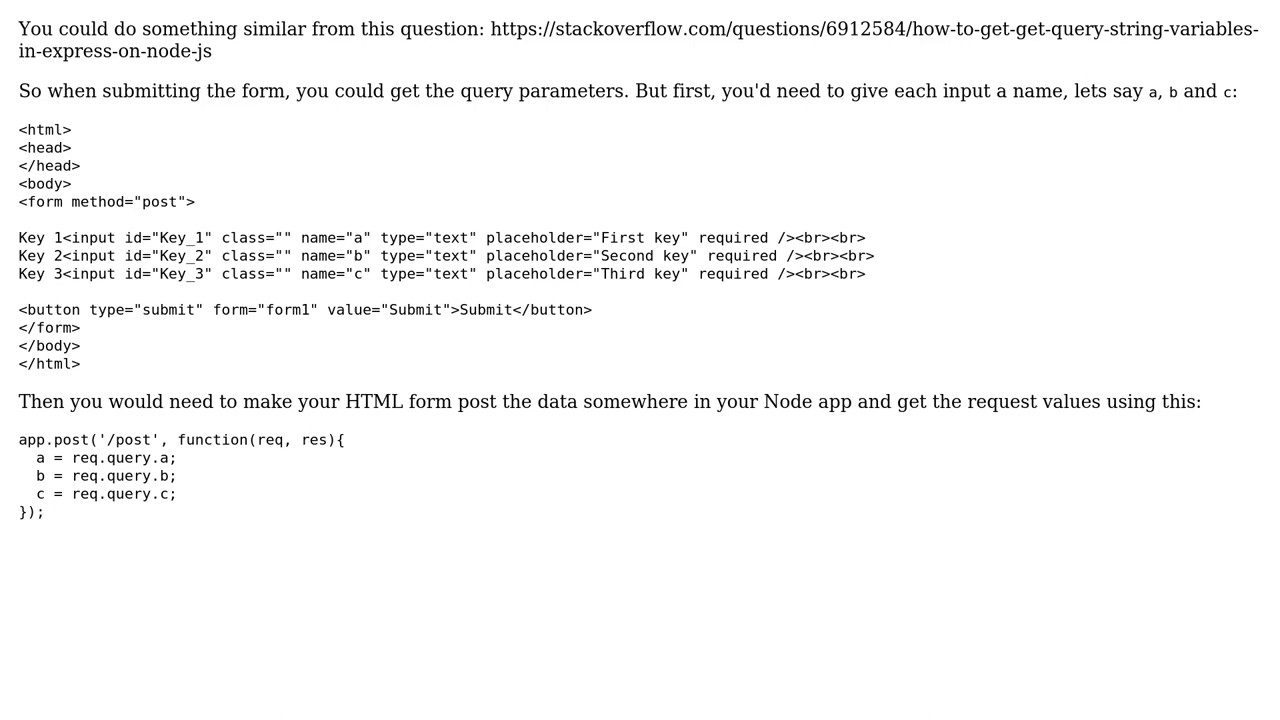 You could do something similar from this question: https://stackoverflow.com/questions/6912584/how-to-get-get-query-string-variables-
in-express-on-node-js
So when submitting the form, you could get the query parameters. But first, you'd need to give each input a name, lets say a, b and c:
<html>
<head>
</head>
<body>
<form method="post">
Key 1<input id="Key_1" class="" name="a" type="text" placeholder="First key" required /><br><br>
Key 2<input id="Key_2" class="" name="b" type="text" placeholder="Second key" required /><br><br>
Key 3<input id="Key_3" class="" name="c" type="text" placeholder="Third key" required /><br><br>
<button type="submit" form="form1" value="Submit">Submit</button>
</form>
</body>
</html>
Then you would need to make your HTML form post the data somewhere in your Node app and get the request values using this:
app.post('/post', function(req, res){
  a = req.query.a;
  b = req.query.b;
  c = req.query.c;
});